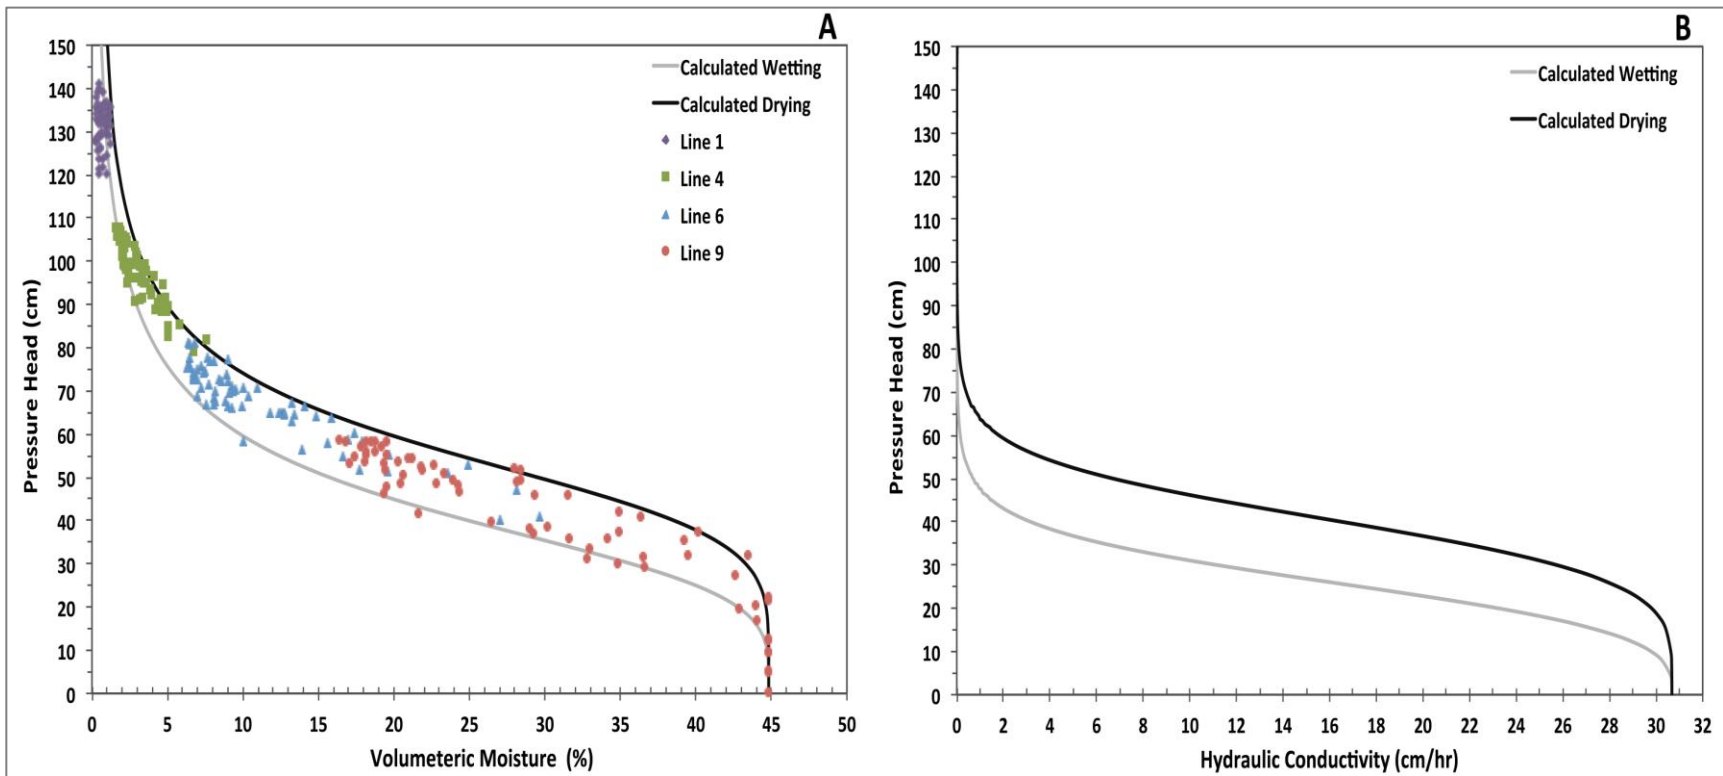 A
150
140
130
120
110
100
90
80
70
60
50
40
30
20
10
0
Pressure Head (cm)
Calculated Wetting
Calculated Drying
Line 1
Line 4
Line 6
Line 9
0 5 10 15 20 25 30 35 40 45 50
Volumeteric Moisture (%)
B
150
140
130
120
110
100
90
80
70
60
50
40
30
20
10
0
Pressure Head (cm)
Calculated Wetting
Calculated Drying
0 2 4 6 8 10 12 14 16 18 20 22 24 26 28 30 32
Hydraulic Conductivity (cm/hr)